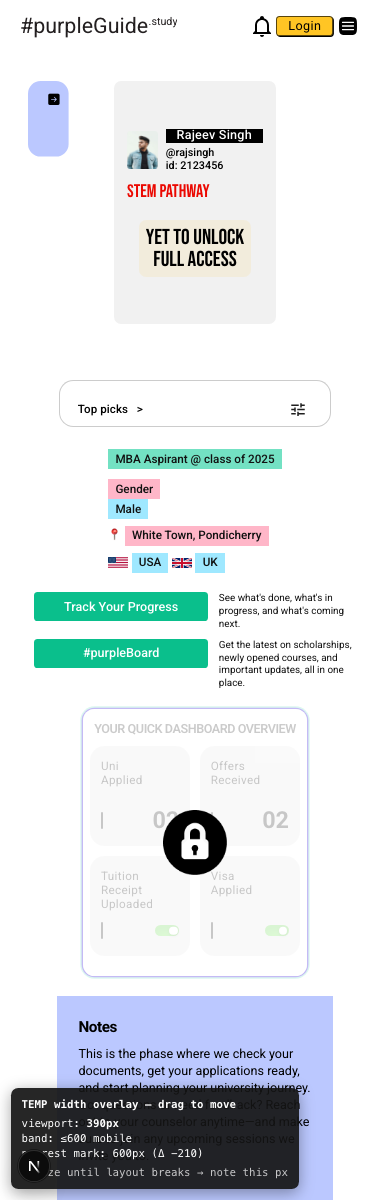 #purpleGuide.study
Login
Rajeev Singh
@rajsingh
id: 2123456
STEM PATHWAY
YET TO UNLOCK
FULL ACCESS
Top picks >
MBA Aspirant @ class of 2025
Gender
Male
White Town, Pondicherry
USA
UK
Track Your Progress
See what's done, what's in
progress, and what's coming
next.
#purpleBoard
Get the latest on scholarships,
newly opened courses, and
important updates, all in one
place.
YOUR QUICK DASHBOARD OVERVIEW
Uni
Applied
Offers
Received
02
Tuition
Receipt
Uploaded
Visa
Applied
Notes
This is the phase where we check your
documents, get your applications ready,
and start planning your university journey.
TEMP width overlay — drag to move
viewport: 390px
band: ≤600 mobile
rest mark: 600px (Δ −210)
until layout breaks → note this px
N